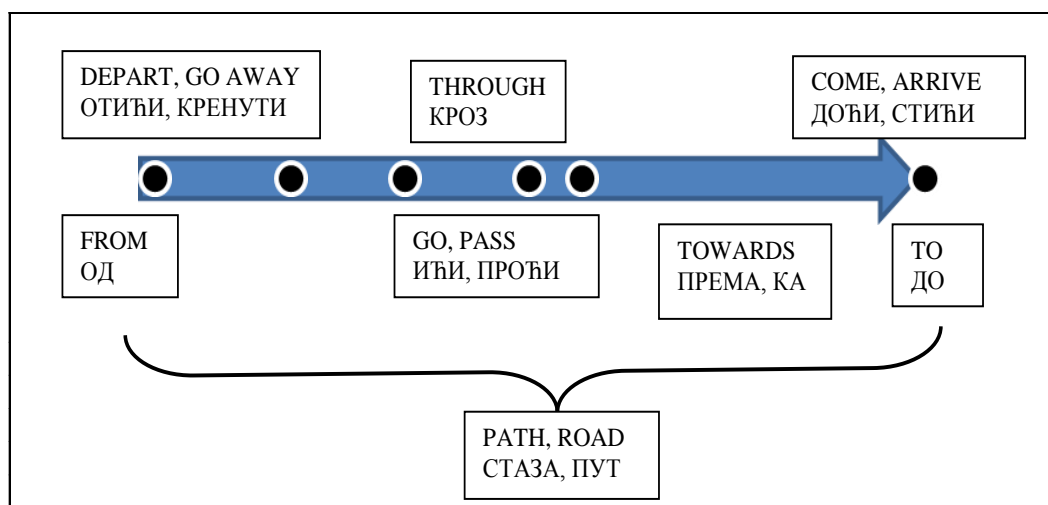 DEPART, GO AWAY
ОТИЋИ, КРЕНУТИ
THROUGH
КРОЗ
COME, ARRIVE
ДОЋИ, СТИЋИ
FROM
ОД
GO, PASS
ИЋИ, ПРОЋИ
TOWARDS
ПРЕМА, КА
TO
ДО
PATH, ROAD
СТАЗА, ПУТ